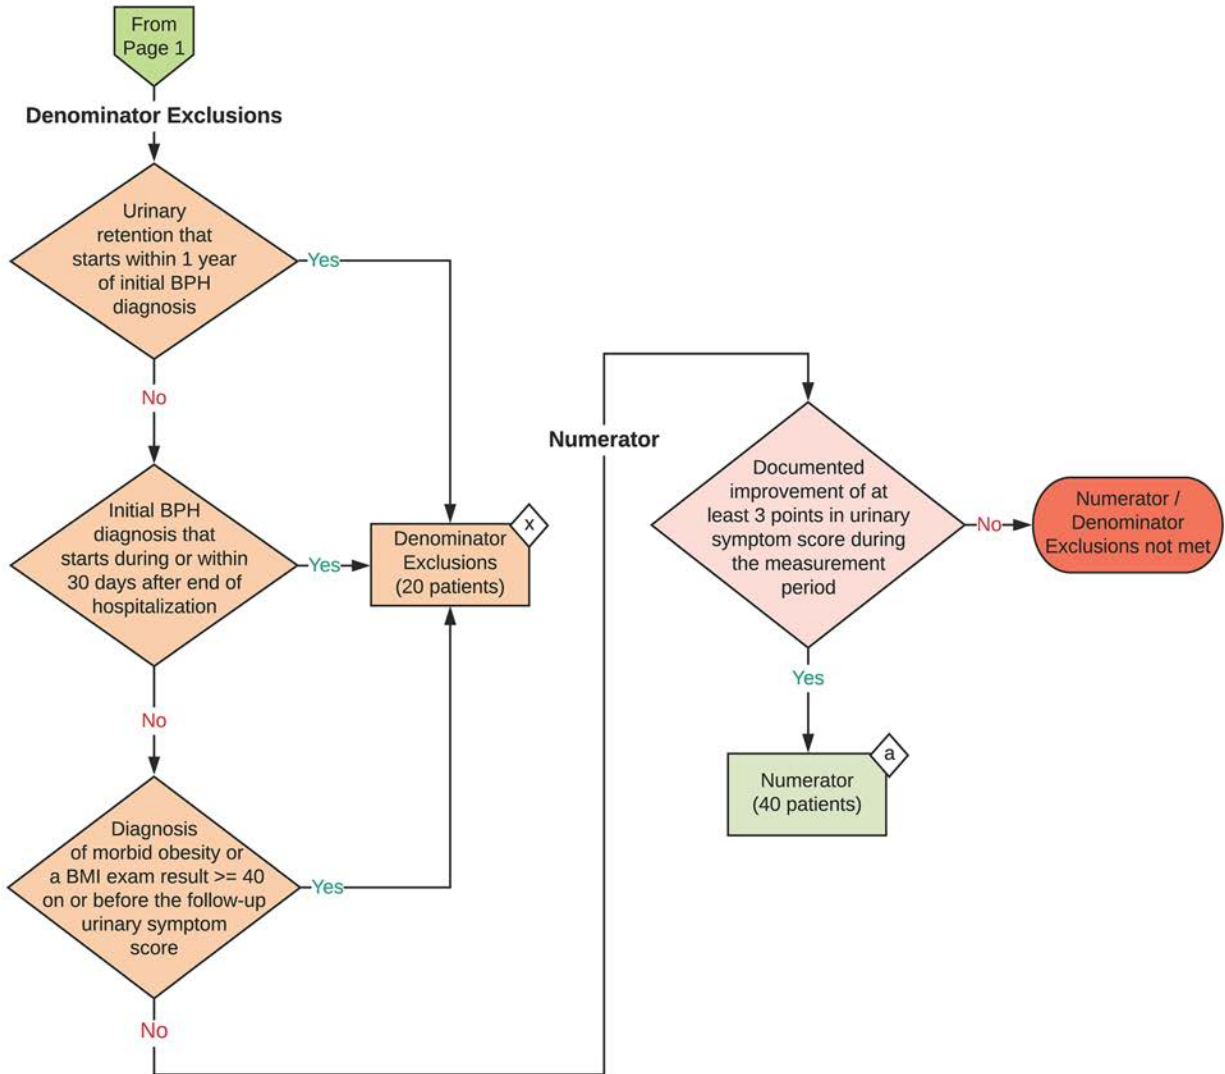 From
Page 1
Denominator Exclusions
Urinary
retention that
starts within 1 year
of initial BPH
diagnosis
Yes
No
Initial BPH
diagnosis that
starts during or within
30 days after end of
hospitalization
Yes
x
Denominator
Exclusions
(20 patients)
No
Diagnosis
of morbid obesity or
a BMI exam result >= 40
on or before the follow-up
urinary symptom
score
Yes
No
Numerator
Documented
improvement of at
least 3 points in urinary
symptom score during
the measurement
period
No
Numerator /
Denominator
Exclusions not met
Yes
a
Numerator
(40 patients)